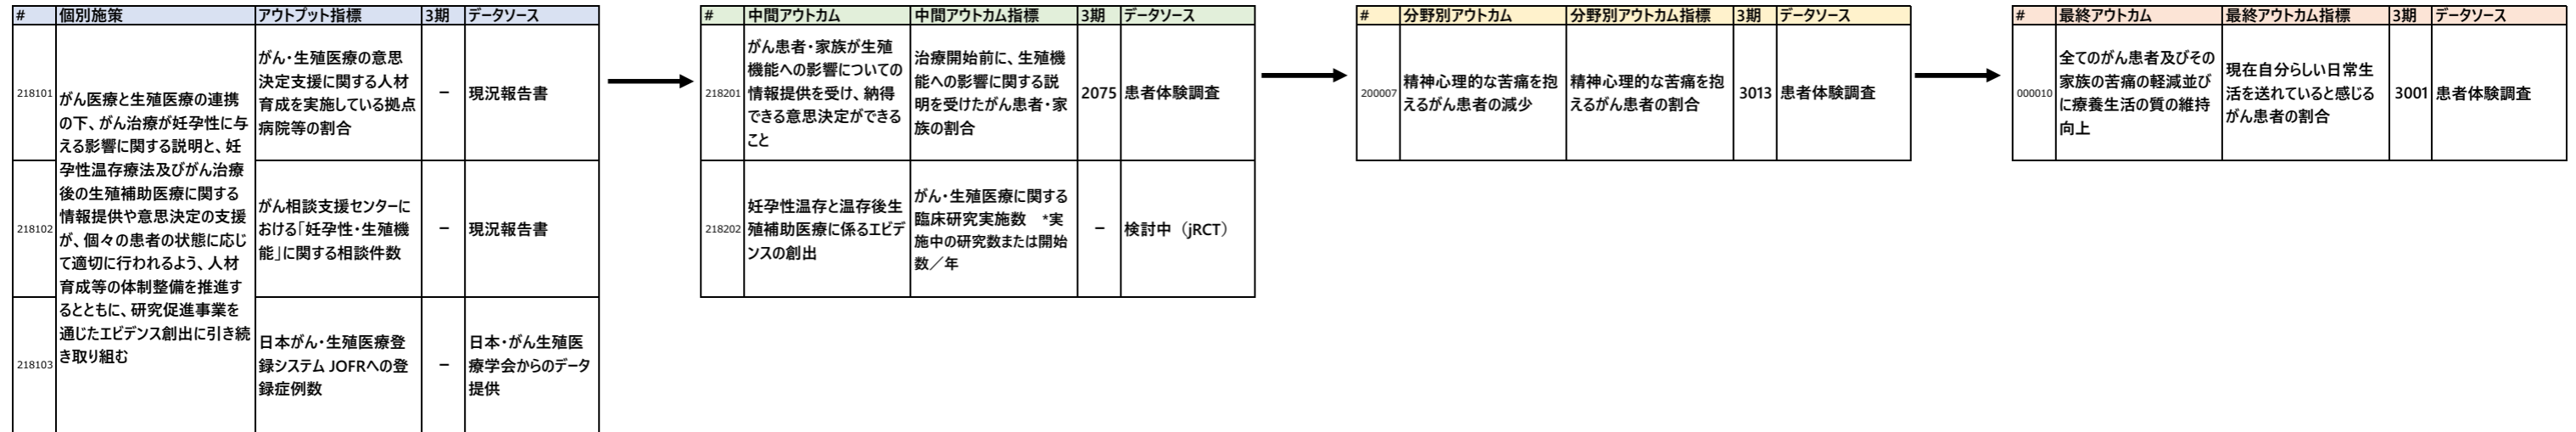 # 個別施策 アウトプット指標 3期 データソース
218101
がん医療と生殖医療の連携
の下、がん治療が妊孕性に与
える影響に関する説明と、妊
孕性温存療法及びがん治療
後の生殖補助医療に関する
情報提供や意思決定の支援
が、個々の患者の状態に応じ
て適切に行われるよう、人材
育成等の体制整備を推進す
るとともに、研究促進事業を
通じたエビデンス創出に引き続
き取り組む
がん・生殖医療の意思
決定支援に関する人材
育成を実施している拠点
病院等の割合
－
現況報告書
218102
がん相談支援センターに
おける「妊孕性・生殖機
能」に関する相談件数
－
現況報告書
218103
日本がん・生殖医療登
録システム JOFRへの登
録症例数
－
日本・がん生殖医
療学会からのデータ
提供
# 中間アウトカム 中間アウトカム指標 3期 データソース
218201
がん患者・家族が生殖
機能への影響についての
情報提供を受け、納得
できる意思決定ができる
こと
治療開始前に、生殖機
能への影響に関する説
明を受けたがん患者・家
族の割合
2075
患者体験調査
218202
妊孕性温存と温存後生
殖補助医療に係るエビデ
ンスの創出
がん・生殖医療に関する
臨床研究実施数　*実
施中の研究数または開始
数／年
－
検討中（jRCT）
# 分野別アウトカム 分野別アウトカム指標 3期 データソース
200007
精神心理的な苦痛を抱
えるがん患者の減少
精神心理的な苦痛を抱
えるがん患者の割合
3013
患者体験調査
# 最終アウトカム 最終アウトカム指標 3期 データソース
000010
全てのがん患者及びその
家族の苦痛の軽減並び
に療養生活の質の維持
向上
現在自分らしい日常生
活を送れていると感じる
がん患者の割合
3001
患者体験調査